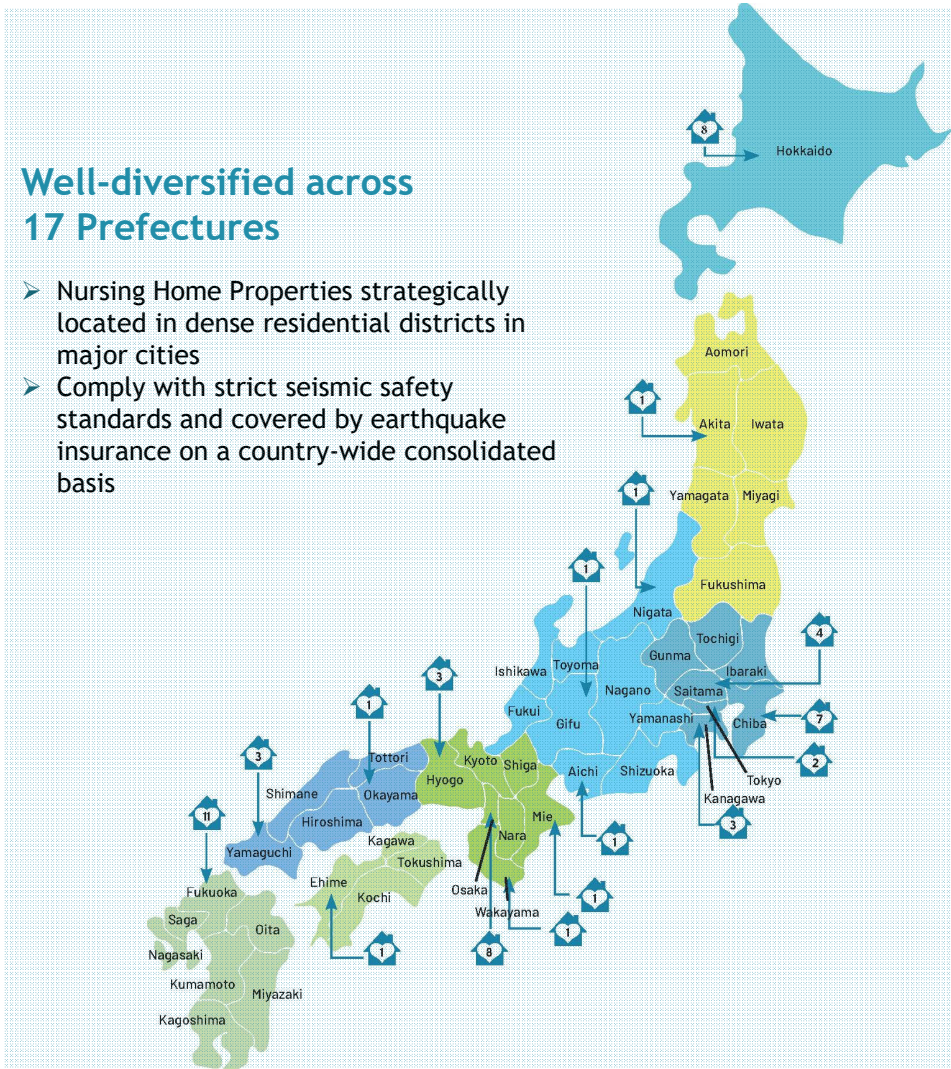 8
Hokkaido
Well-diversified across
17 Prefectures
➢ Nursing Home Properties strategically
located in dense residential districts in
major cities
➢ Comply with strict seismic safety
standards and covered by earthquake
insurance on a country-wide consolidated
basis
Aomori
1
Akita
Iwata
1
Yamagata
Miyagi
1
Fukushima
Nigata
Tochigi
4
Gunma
Ishikawa
Toyoma
Ibaraki
3
Nagano
Saitama
1
Fukui
Gifu
Yamanashi
Chiba
7
3
Tottori
Kyoto
Shiga
2
Hyogo
Aichi
Shizuoka
Tokyo
Shimane
Okayama
Kanagawa
11
Hiroshima
Mie
3
Kagawa
Nara
1
Yamaguchi
Tokushima
Ehime
Osaka
Fukuoka
Kochi
1
Saga
Wakayama
Oita
1
1
8
Nagasaki
Kumamoto
Miyazaki
Kagoshima